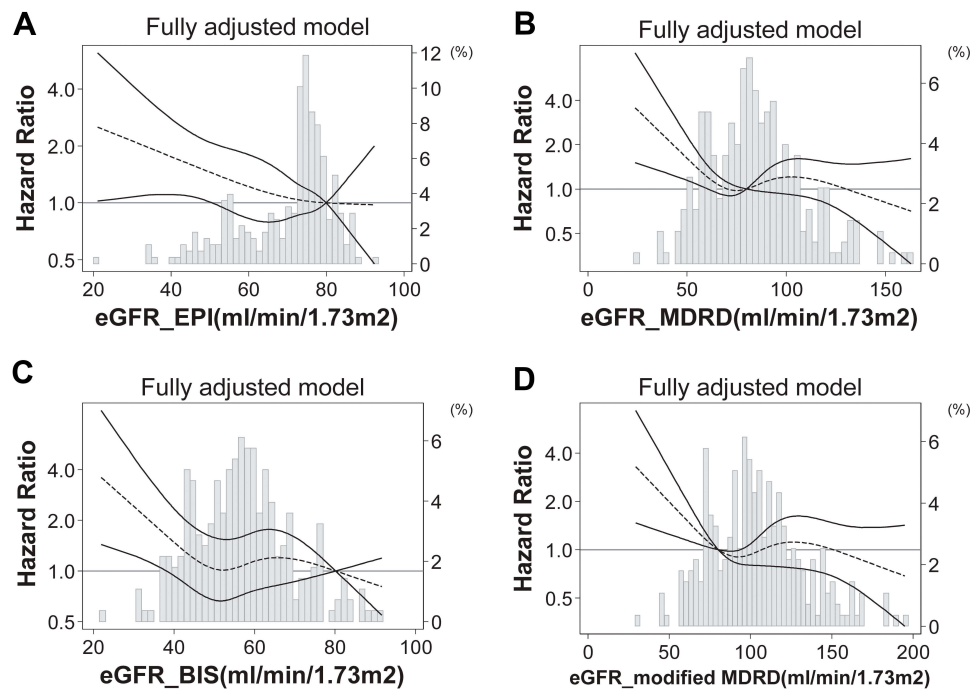 A
Fully adjusted model
Hazard Ratio
4.0
2.0
1.0
0.5
12 (%)
10
8
6
4
2
0
20 40 60 80 100
eGFR_EPI(ml/min/1.73m2)
B
Fully adjusted model
Hazard Ratio
4.0
2.0
1.0
0.5
(%)
6
4
2
0
0 50 100 150
eGFR_MDRD(ml/min/1.73m2)
C
Fully adjusted model
Hazard Ratio
4.0
2.0
1.0
0.5
(%)
6
4
2
0
20 40 60 80 100
eGFR_BIS(ml/min/1.73m2)
D
Fully adjusted model
Hazard Ratio
4.0
2.0
1.0
0.5
(%)
6
4
2
0
0 50 100 150 200
eGFR_modified MDRD(ml/min/1.73m2)